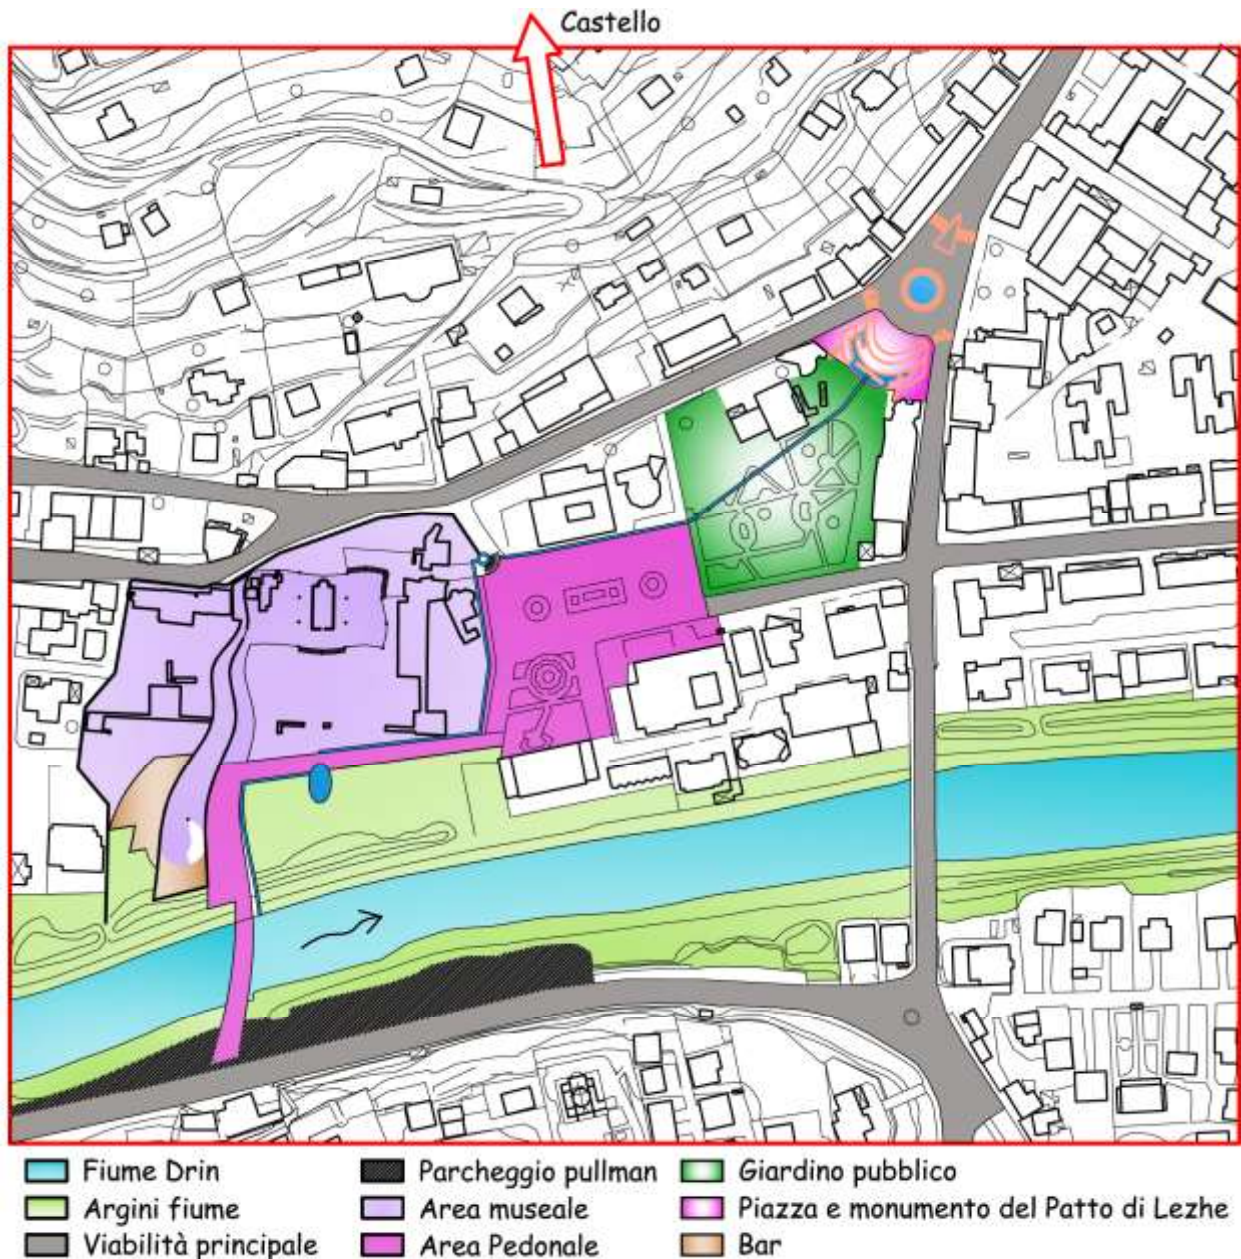 Castello
Fiume Drin
Parcheggio pullman
Giardino pubblico
Argini fiume
Area museale
Piazza e monumento del Patto di Lezhe
Viabilità principale
Area Pedonale
Bar